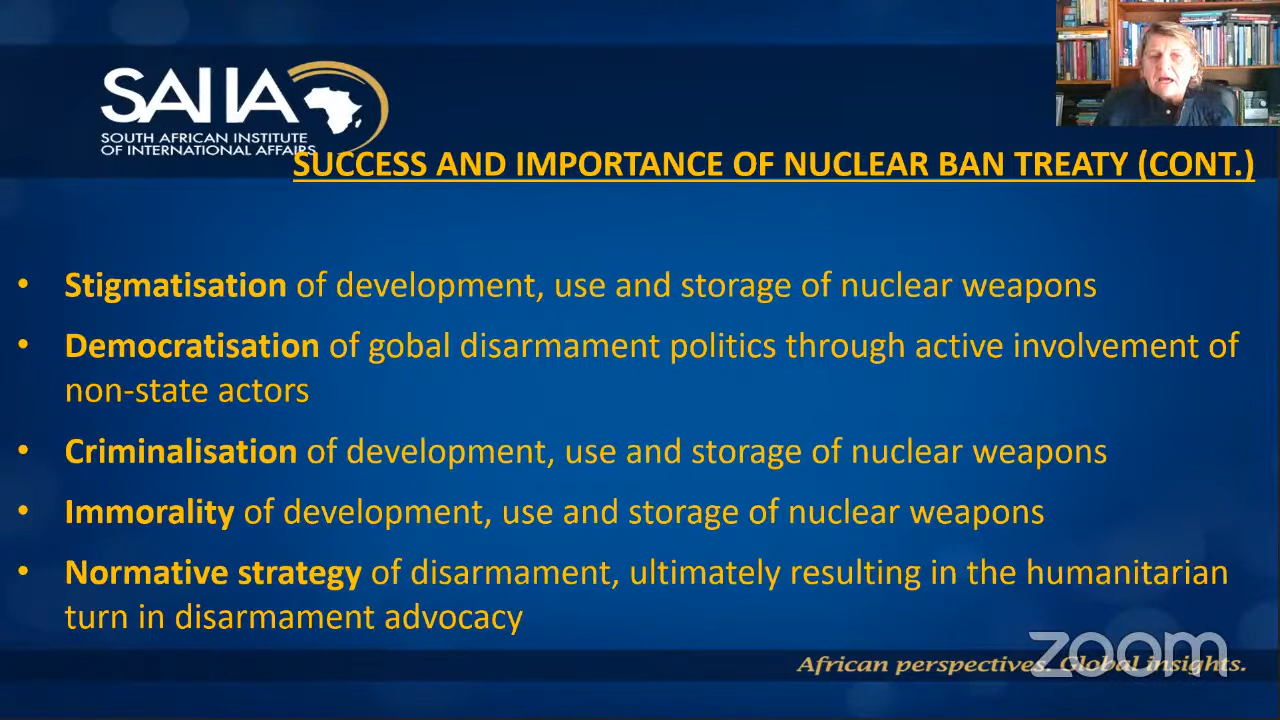 SAIIA
SOUTH AFRICAN INSTITUTE
OF INTERNATIONAL AFFAIRS
SUCCESS AND IMPORTANCE OF NUCLEAR BAN TREATY (CONT.)
• Stigmatisation of development, use and storage of nuclear weapons
• Democratisation of gobal disarmament politics through active involvement of
non-state actors
• Criminalisation of development, use and storage of nuclear weapons
• Immorality of development, use and storage of nuclear weapons
• Normative strategy of disarmament, ultimately resulting in the humanitarian
turn in disarmament advocacy
African perspectives. Global insights.
zoom